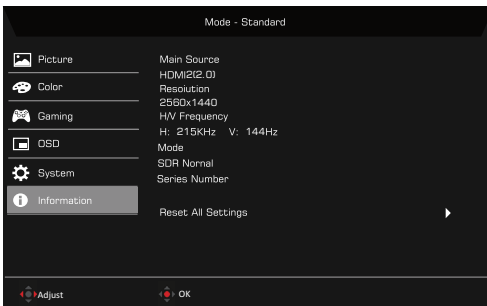 Mode - Standard
Picture
Color
Gaming
OSD
System
Information
Main Source
HDMI2(2.0)
Resoiution
2560x1440
H/V Frequency
H: 215KHz V: 144Hz
Mode
SDR Nornal
Series Number
Reset All Settings
Adjust
OK